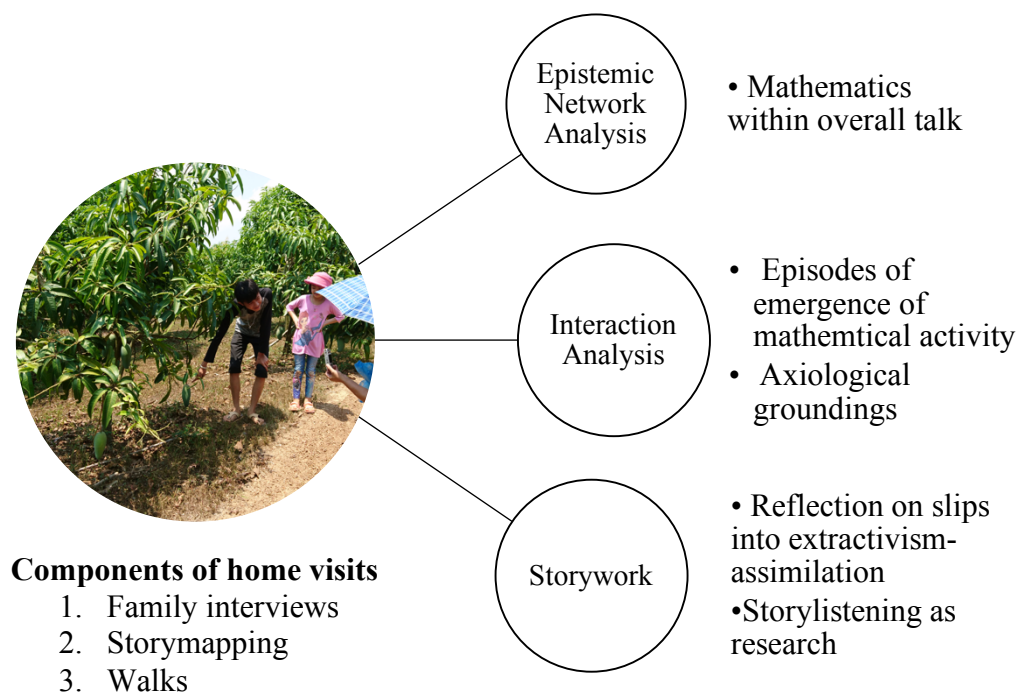 Epistemic
Network
Analysis
• Mathematics
within overall talk
Interaction
Analysis
• Episodes of
emergence of
mathemtical activity
• Axiological
groundings
Storywork
• Reflection on slips
into extractivism-
assimilation
•Storylistening as
research
Components of home visits
1. Family interviews
2. Storymapping
3. Walks